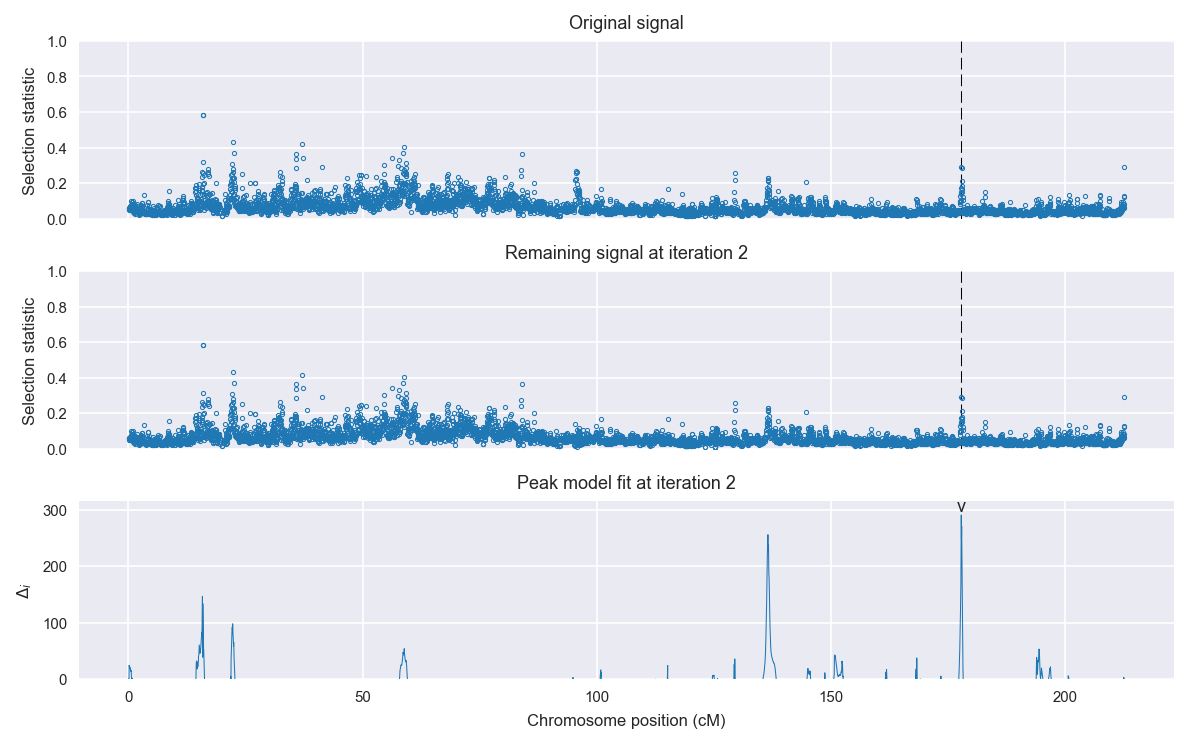 Original signal
Selection statistic
1.0
0.8
0.6
0.4
0.2
0.0
Remaining signal at iteration 2
Selection statistic
1.0
0.8
0.6
0.4
0.2
0.0
Peak model fit at iteration 2
Δi
300
200
100
0
v
0
50
100
150
200
Chromosome position (cM)